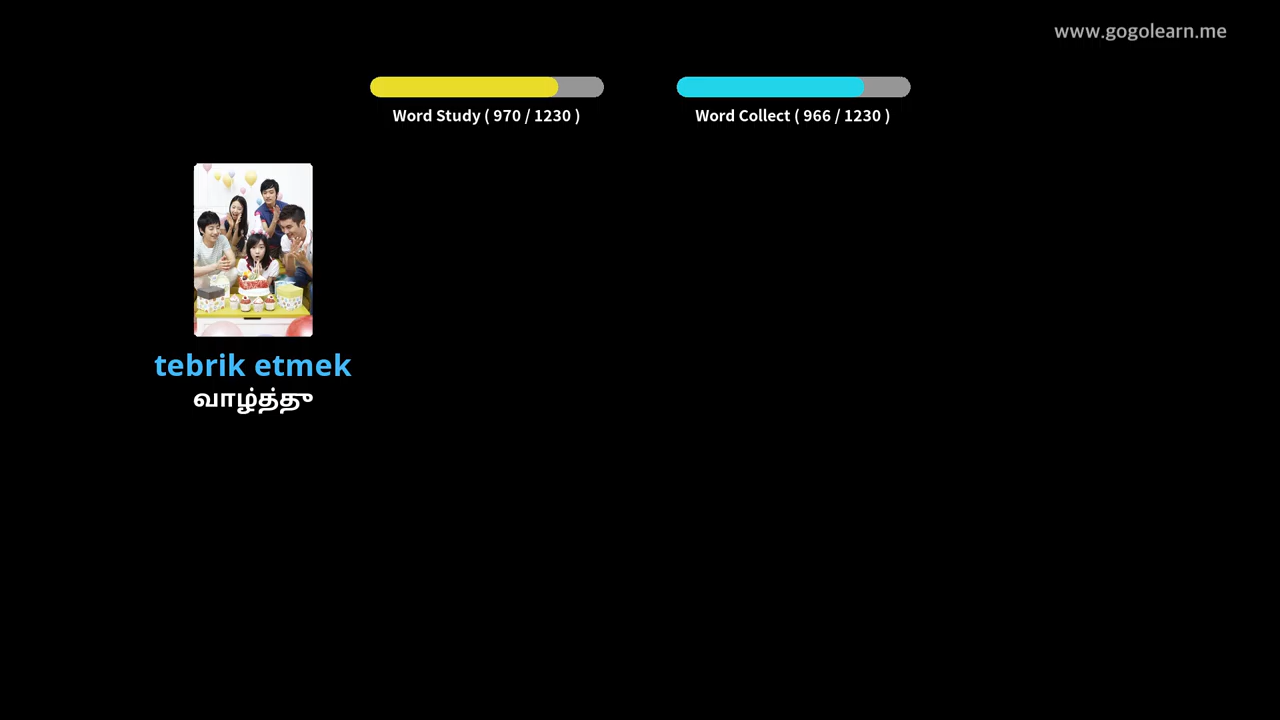 www.gogolearn.me
Word Study ( 970 / 1230 )
Word Collect ( 966 / 1230 )
tebrik etmek
வாழ்த்து